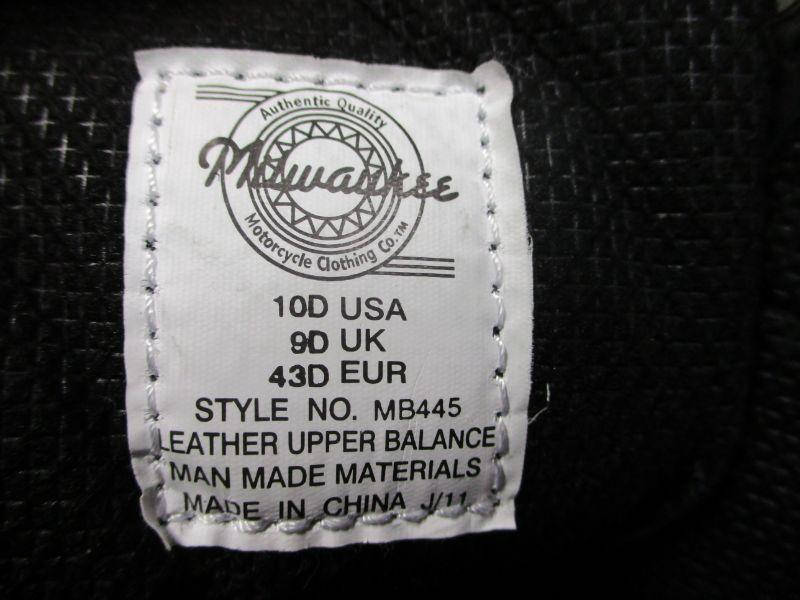 Authentic Quality
Milwaukee
Motorcycle Clothing Co.™
10D USA
9D UK
43D EUR
STYLE NO. MB445
LEATHER UPPER BALANCE
MAN MADE MATERIALS
MADE IN CHINA J/11